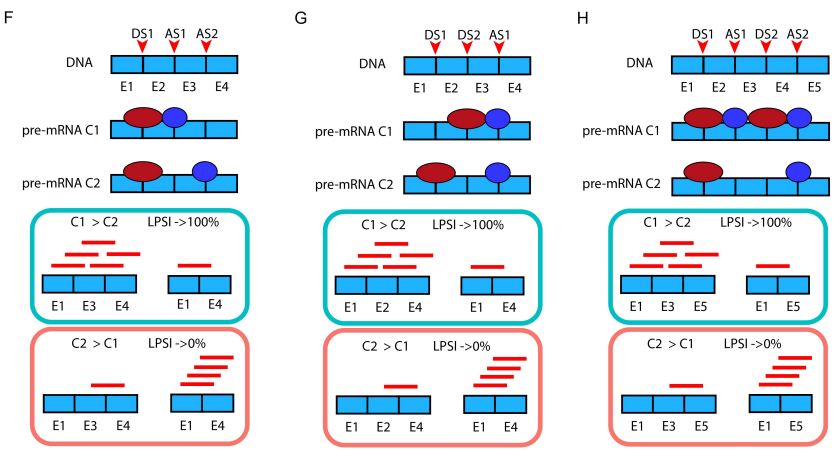 F
DS1 AS1 AS2
DNA
E1 E2 E3 E4
pre-mRNA C1
pre-mRNA C2
C1 > C2 LPSI ->100%
E1 E3 E4 E1 E4
C2 > C1 LPSI ->0%
E1 E3 E4 E1 E4
G
DS1 DS2 AS1
DNA
E1 E2 E3 E4
pre-mRNA C1
pre-mRNA C2
C1 > C2 LPSI ->100%
E1 E2 E4 E1 E4
C2 > C1 LPSI ->0%
E1 E2 E4 E1 E4
H
DS1 AS1 DS2 AS2
DNA
E1 E2 E3 E4 E5
pre-mRNA C1
pre-mRNA C2
C1 > C2 LPSI ->100%
E1 E3 E5 E1 E5
C2 > C1 LPSI ->0%
E1 E3 E5 E1 E5